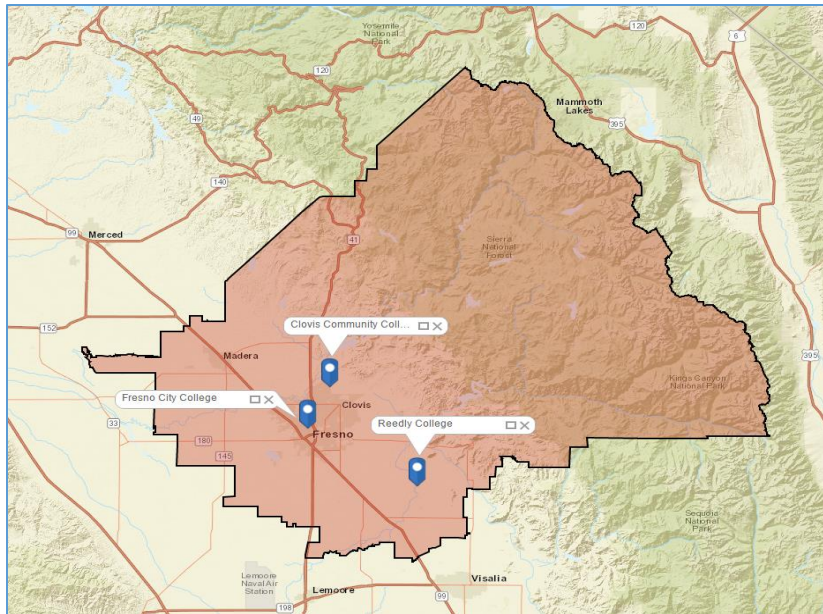 Yosemite
National
Park
120
6
120
Mammoth
Lakes
395
49
140
99
Merced
41
Sierra
National
Forest
152
Clovis Community Coll...
Madera
395
Kings Canyon
National Park
Fresno City College
Clovis
33
Reedly College
Fresno
180
145
Sequoia
National
Park
Lemoore
Naval Air
Station
Lemoore
Visalia
198
99